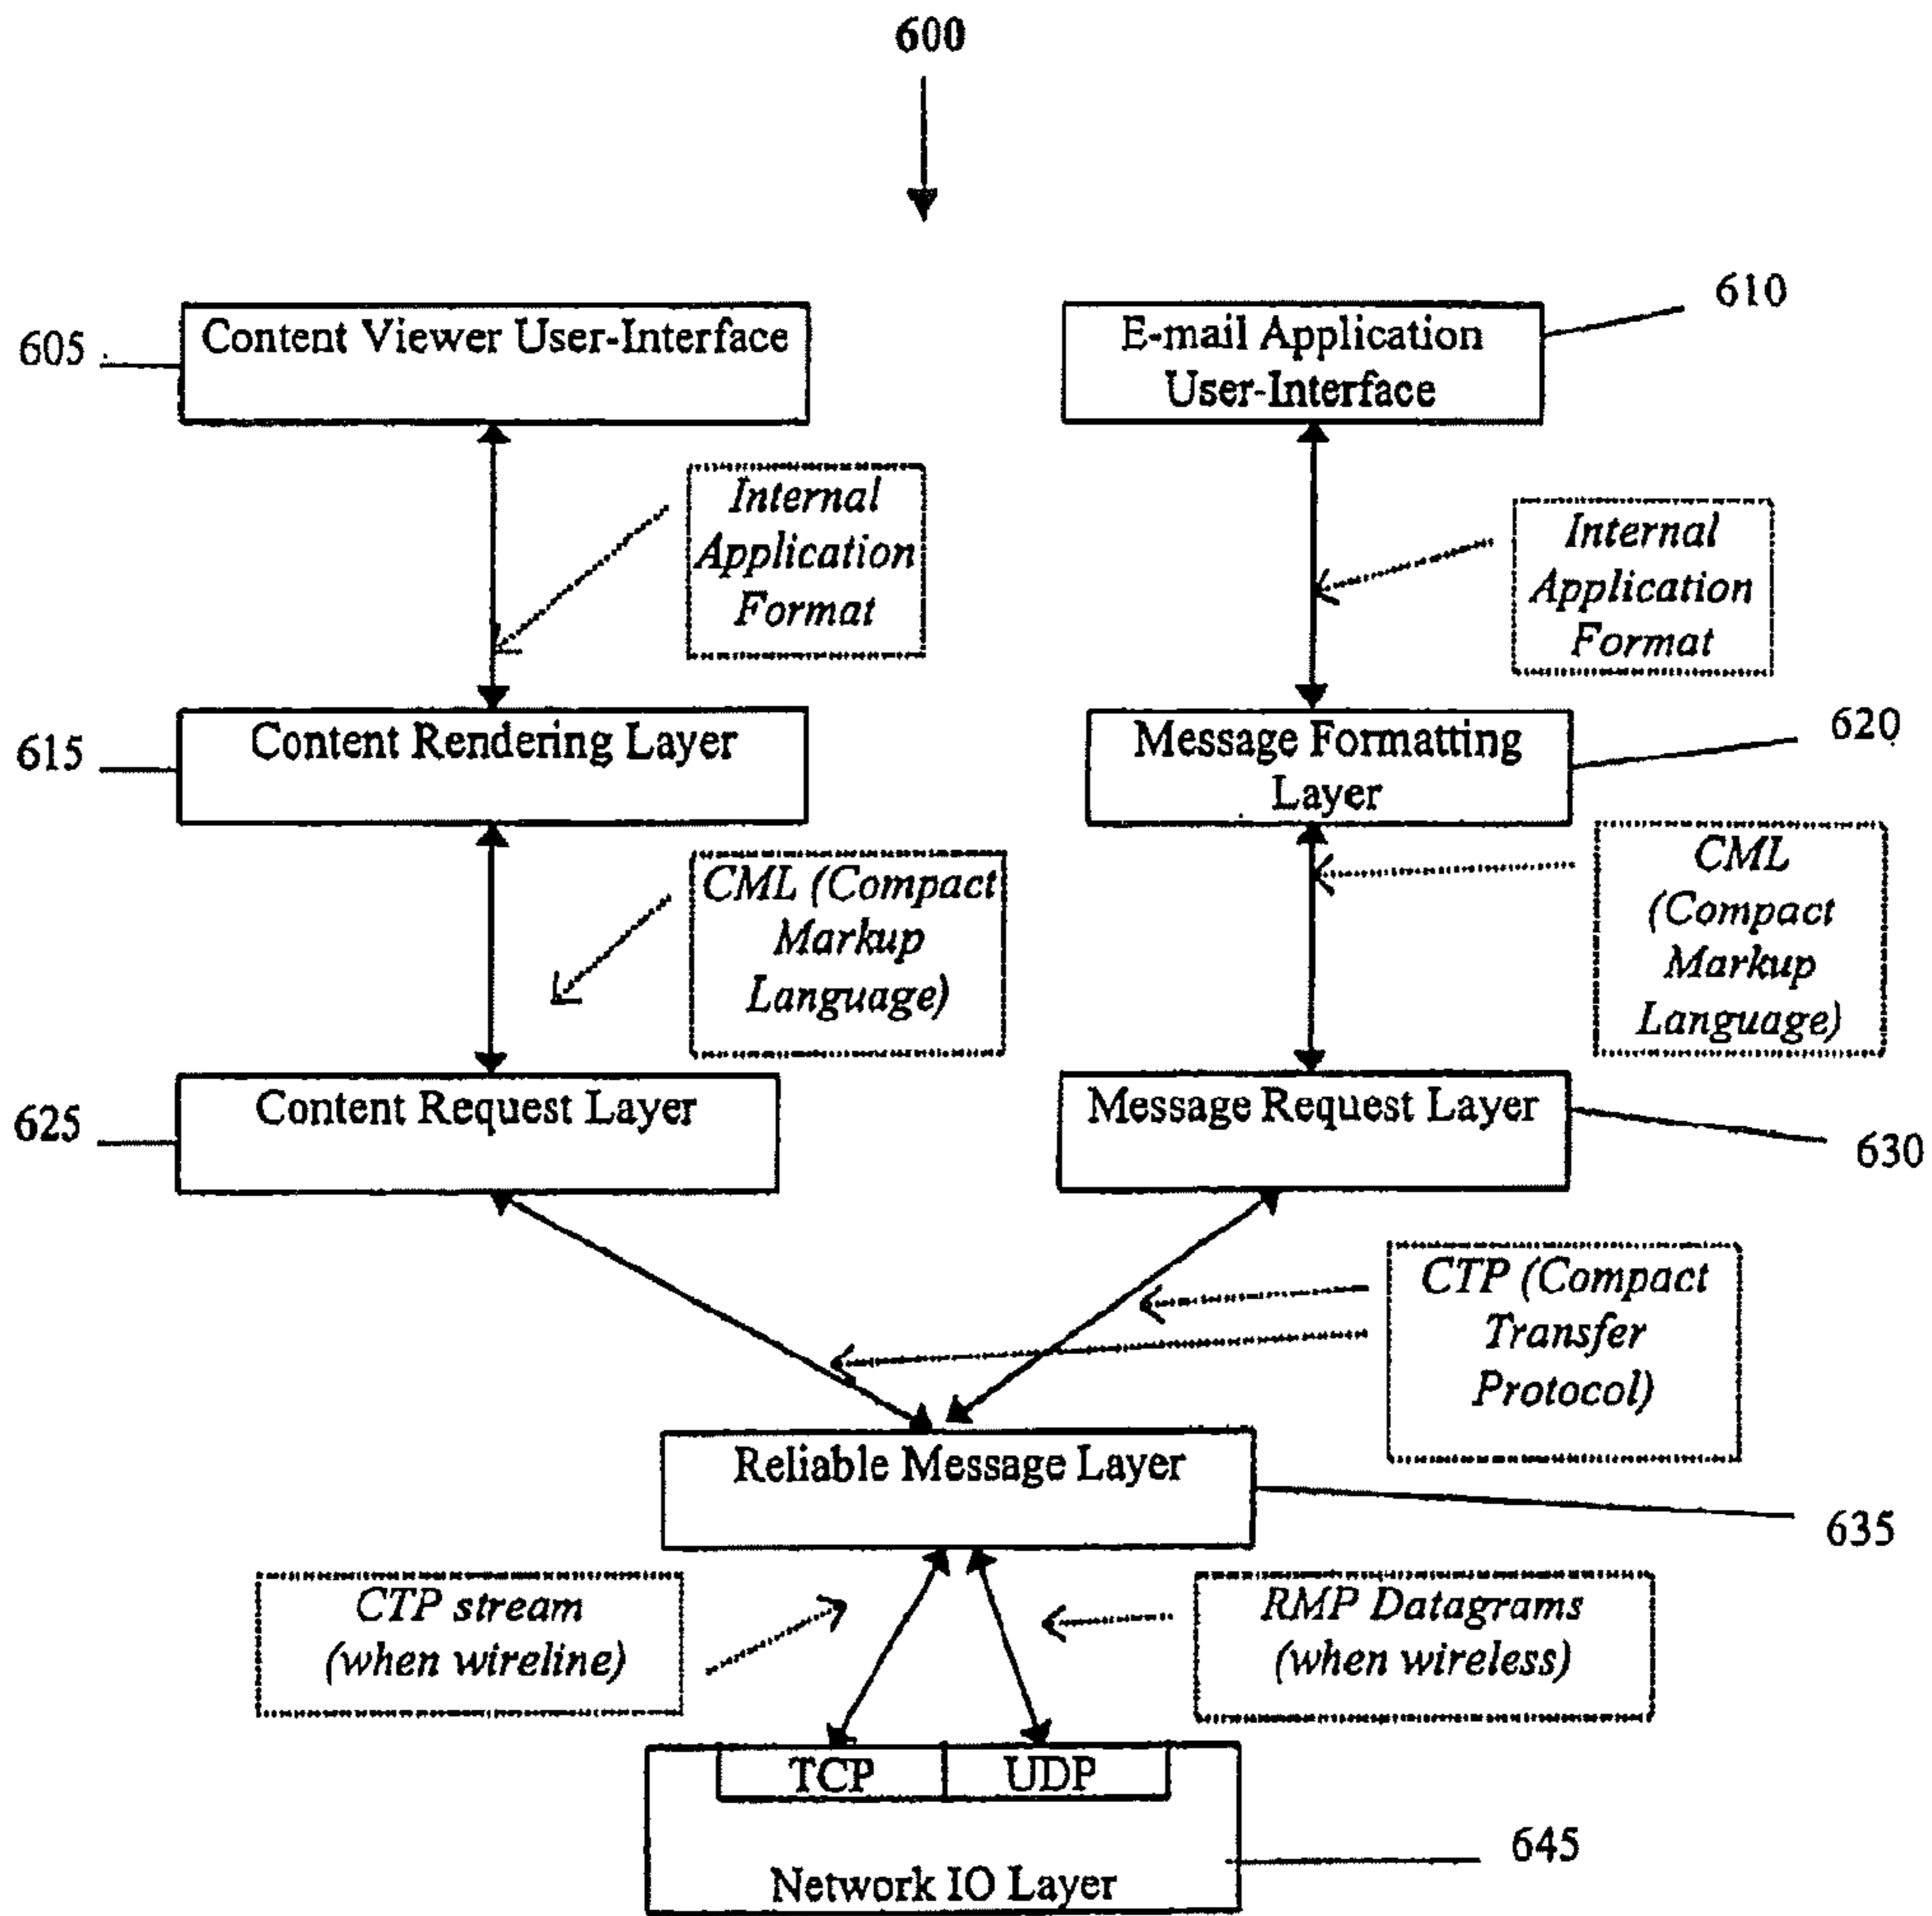 600
605
Content Viewer User-Interface
E-mail Application
User-Interface
610
Internal
Application
Format
Internal
Application
Format
615
Content Rendering Layer
Message Formatting
Layer
620
CML (Compact
Markup
Language)
CML
(Compact
Markup
Language)
625
Content Request Layer
Message Request Layer
630
CTP (Compact
Transfer
Protocol)
Reliable Message Layer
635
CTP stream
(when wireline)
RMP Datagrams
(when wireless)
TCP
UDP
Network IO Layer
645